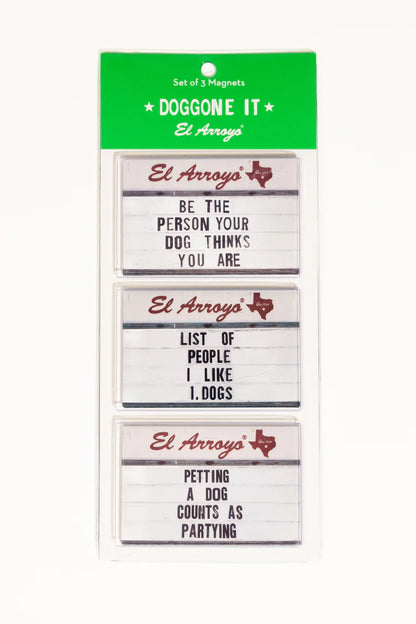 Set of 3 Magnets
★ DOGGONE IT ★
El Arroyo®
El Arroyo®
BE THE
PERSON YOUR
DOG THINKS
YOU ARE
El Arroyo®
LIST OF
PEOPLE
I LIKE
1. DOGS
El Arroyo®
PETTING
A DOG
COUNTS AS
PARTYING